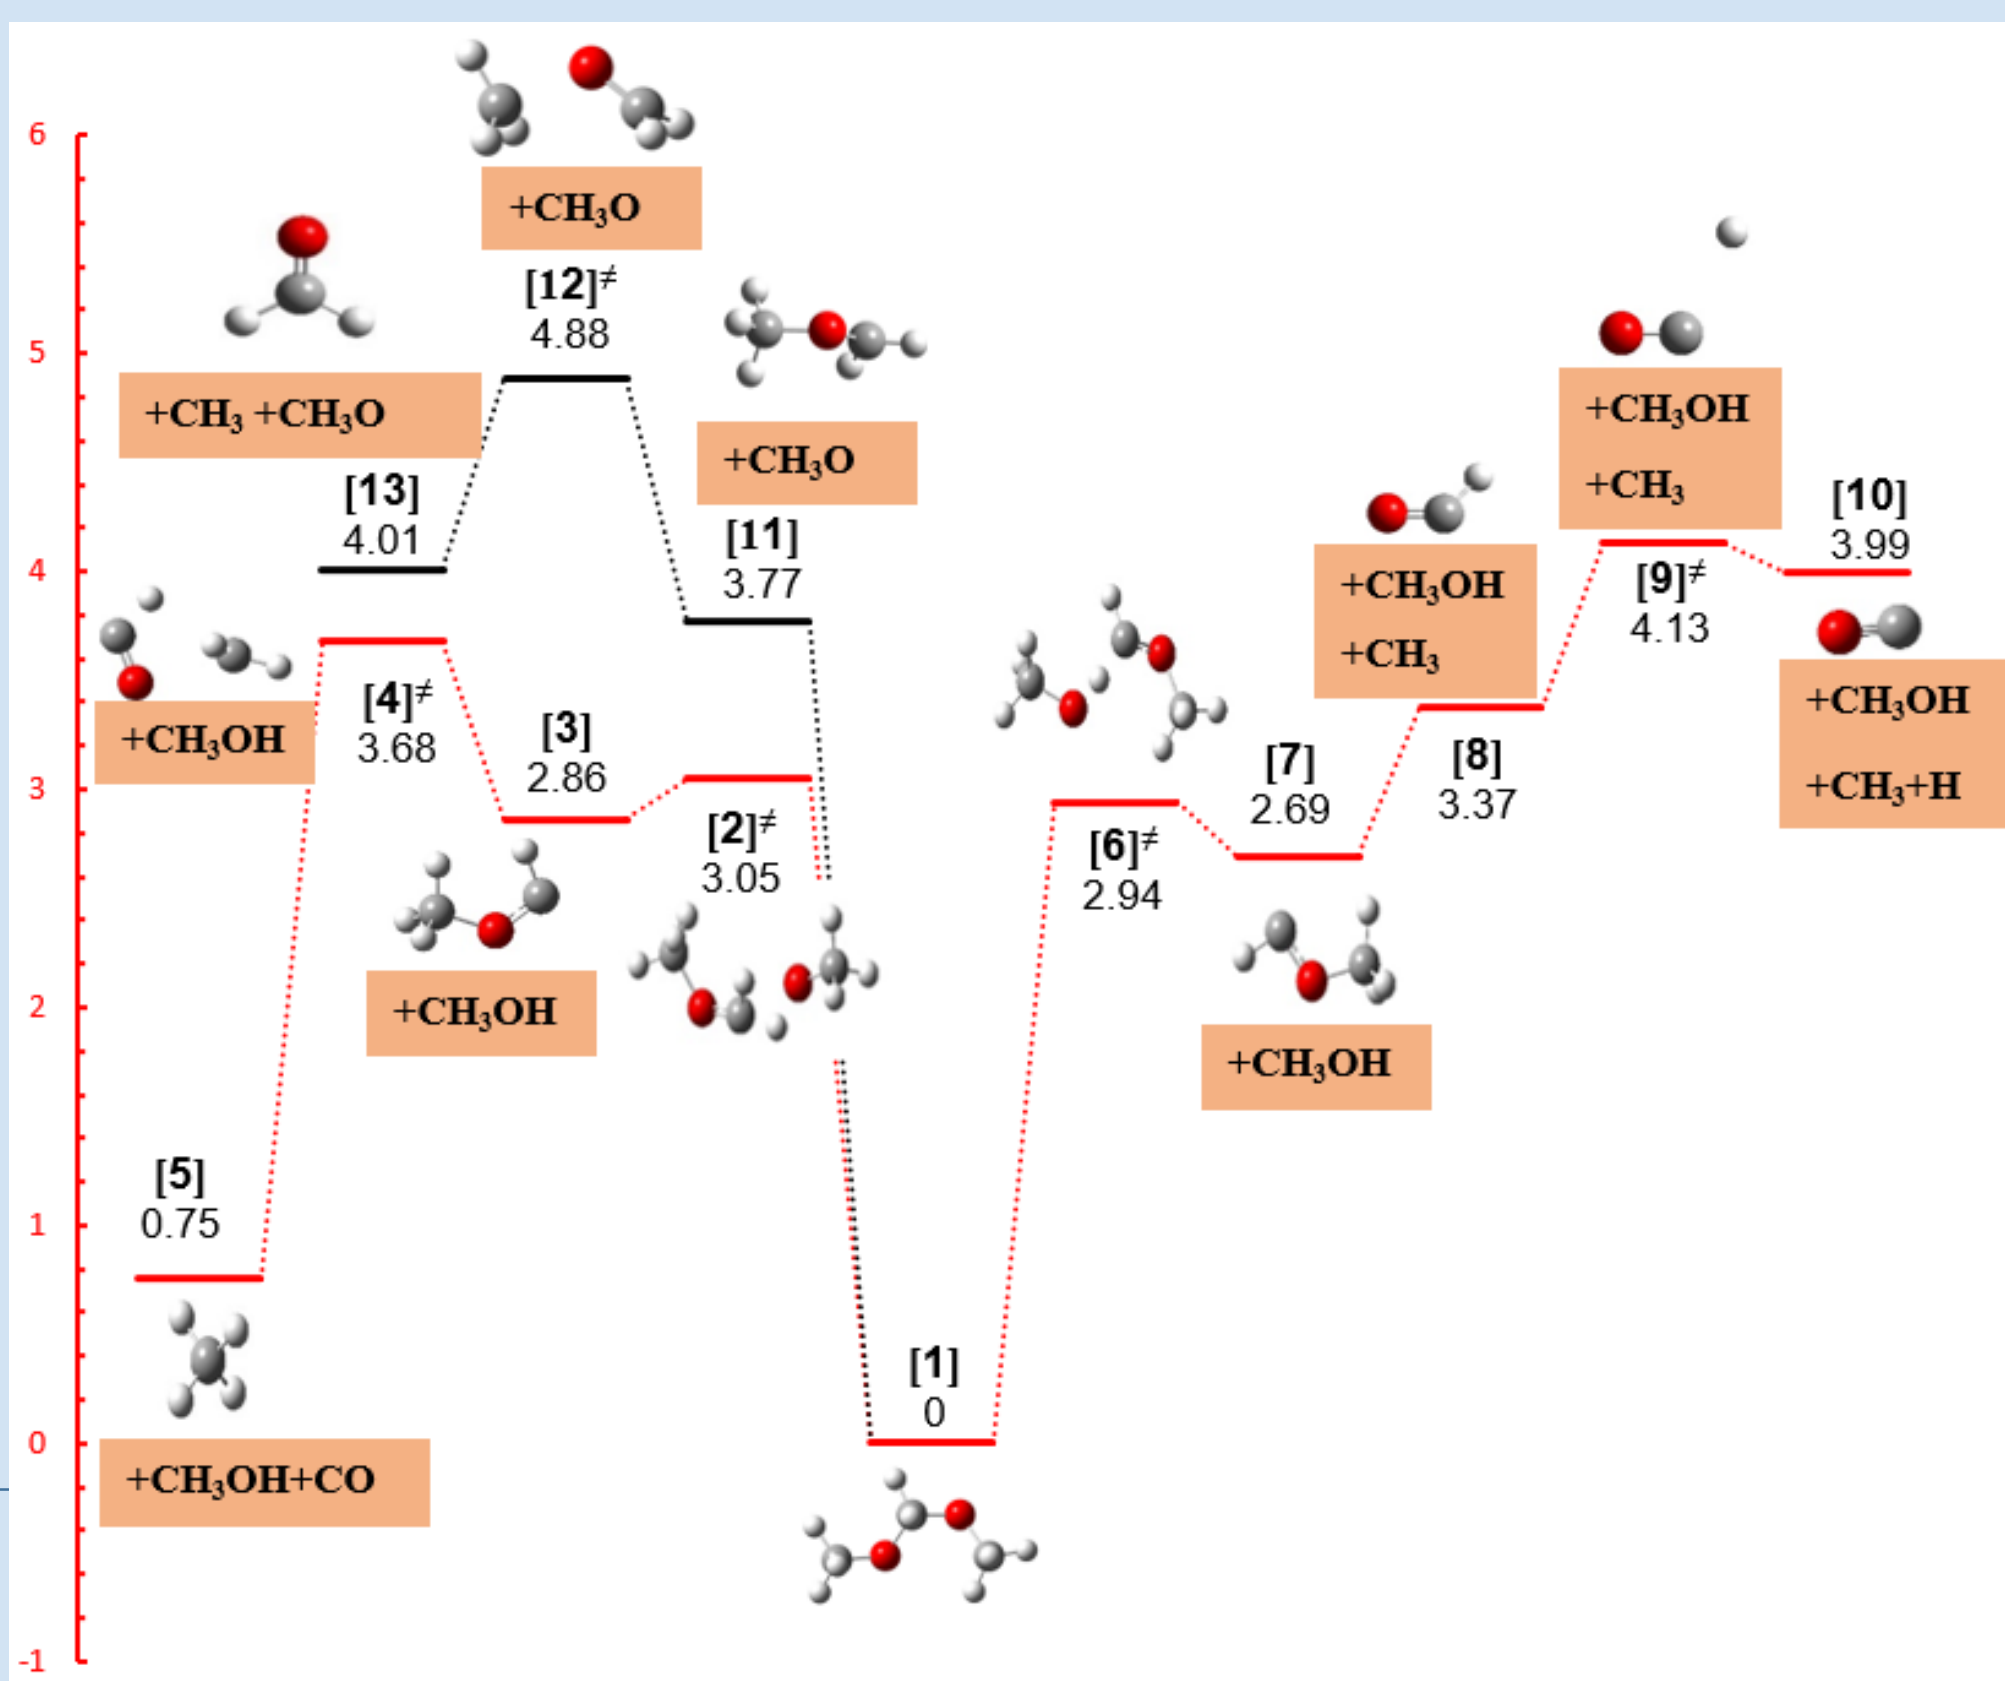 6
5
4
3
2
1
0
-1
+CH₃O
[12]≠
4.88
+CH₃ +CH₃O
[13]
4.01
+CH₃O
[11]
3.77
+CH₃OH
[4]≠
3.68
[3]
2.86
+CH₃OH
[2]≠
3.05
[5]
0.75
+CH₃OH+CO
[1]
0
[6]≠
2.94
[7]
2.69
+CH₃OH
+CH₃OH
+CH₃
[8]
3.37
+CH₃OH
+CH₃
[9]≠
4.13
[10]
3.99
+CH₃OH
+CH₃+H